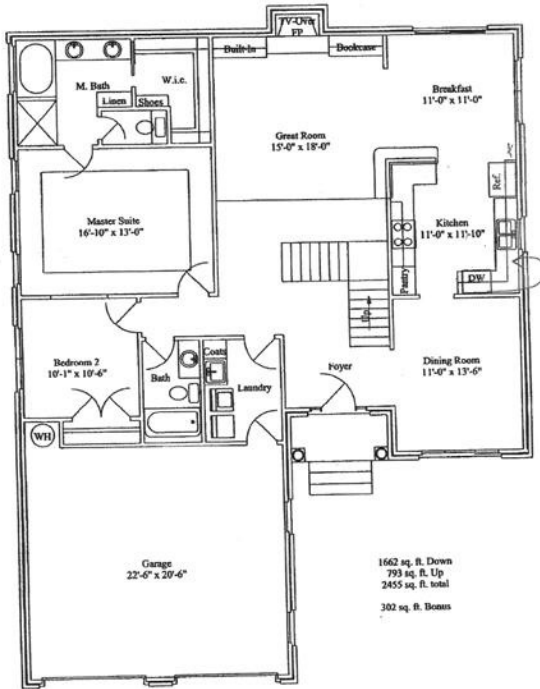 TV-Over
FP
Built-In
Bookcase
W.i.c.
M. Bath
Linen
Shoes
Breakfast
11'-0" x 11'-0"
Great Room
15'-0" x 18'-0"
Ref.
Master Suite
16'-10" x 13'-0"
Kitchen
11'-0" x 11'-10"
Pantry
DW
Up
Bedroom 2
10'-1" x 10'-6"
Bath
Coats
Laundry
Foyer
Dining Room
11'-0" x 13'-6"
WH
Garage
22'-6" x 20'-6"
1662 sq. ft. Down
793 sq. ft. Up
2455 sq. ft. total
302 sq. ft. Bonus